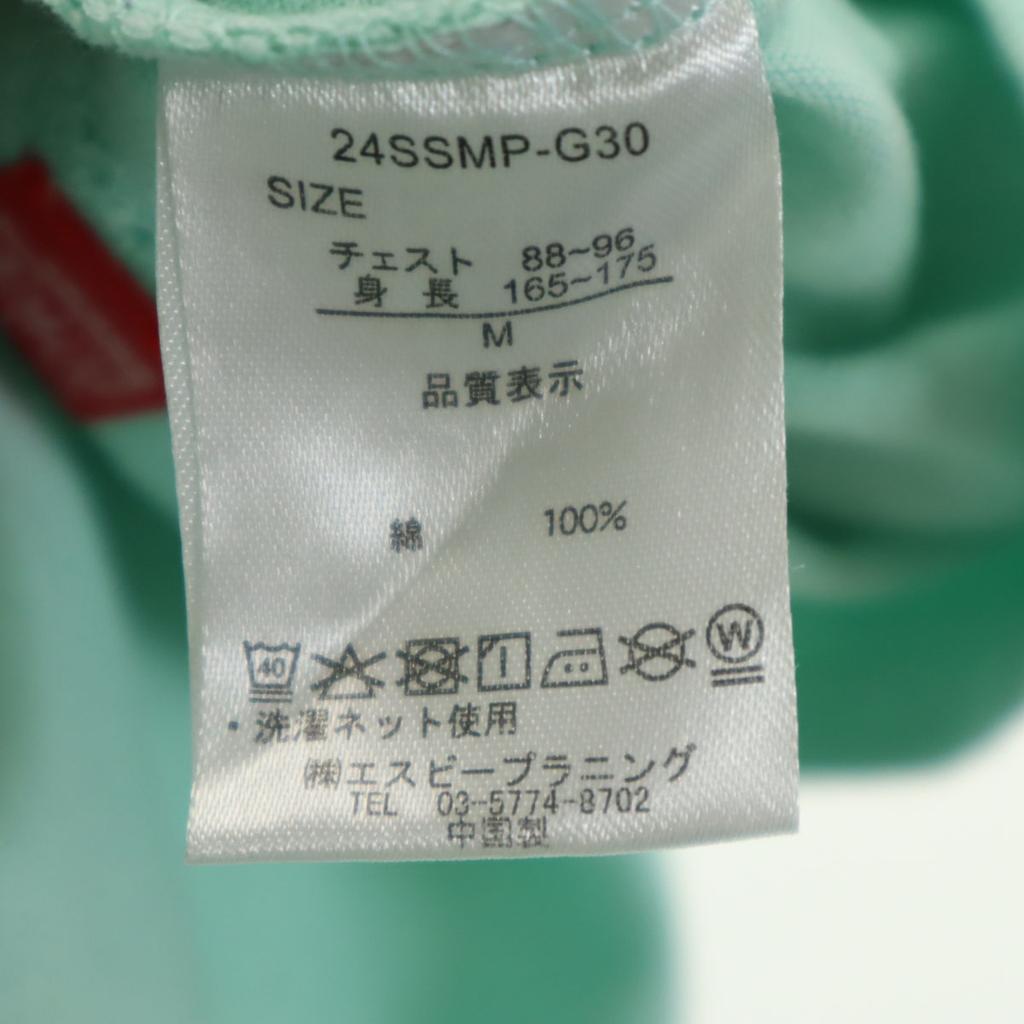 24SSMP-G30
SIZE
チェスト 88~96
身 長 165~175
M
品質表示
綿 100%
40 W
・洗濯ネット使用
㈱エスビープラニング
TEL 03-5774-8702
中国製